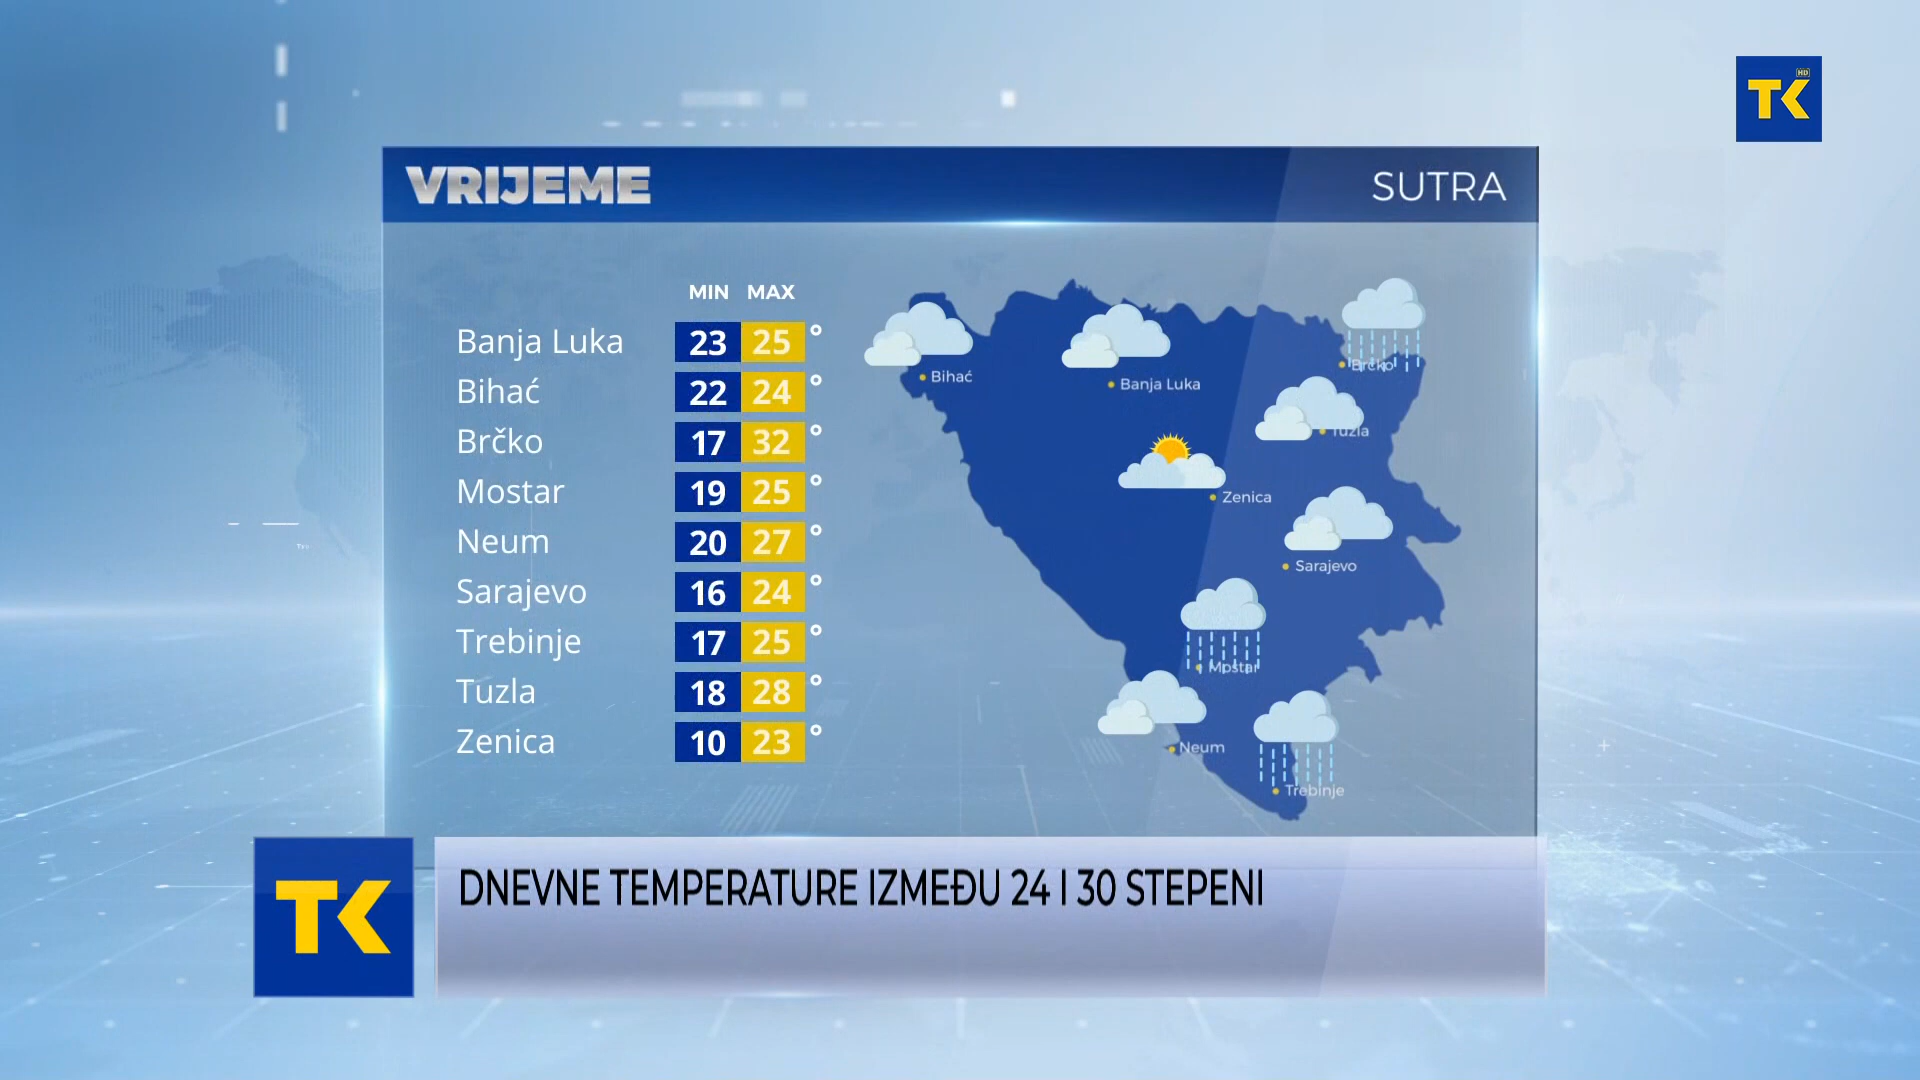 TK HD
VRIJEME SUTRA
MIN MAX
Banja Luka 23 25 °
Bihać 22 24 °
Brčko 17 32 °
Mostar 19 25 °
Neum 20 27 °
Sarajevo 16 24 °
Trebinje 17 25 °
Tuzla 18 28 °
Zenica 10 23 °
Bihać
Banja Luka
Brčko
Tuzla
Zenica
Sarajevo
Mostar
Neum
Trebinje
TK
DNEVNE TEMPERATURE IZMEĐU 24 I 30 STEPENI